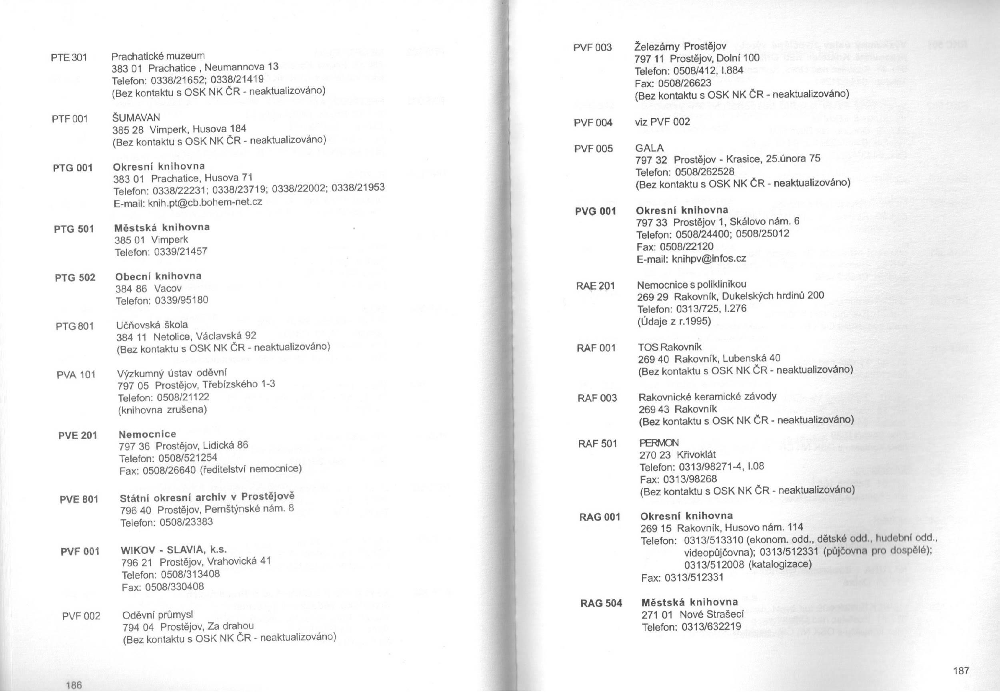 PTE 301 Prachatické muzeum
383 01 Prachatice , Neumannova 13
Telefon: 0338/21652; 0338/21419
(Bez kontaktu s OSK NK ČR - neaktualizováno)
PTF 001 ŠUMAVAN
385 28 Vimperk, Husova 184
(Bez kontaktu s OSK NK ČR - neaktualizováno)
PTG 001 Okresní knihovna
383 01 Prachatice, Husova 71
Telefon: 0338/22231; 0338/23719; 0338/22002; 0338/21953
E-mail: knih.pt@cb.bohem-net.cz
PTG 501 Městská knihovna
385 01 Vimperk
Telefon: 0339/21457
PTG 502 Obecní knihovna
384 86 Vacov
Telefon: 0339/95180
PTG 801 Učňovská škola
384 11 Netolice, Václavská 92
(Bez kontaktu s OSK NK ČR - neaktualizováno)
PVA 101 Výzkumný ústav oděvní
797 05 Prostějov, Třebízského 1-3
Telefon: 0508/21122
(knihovna zrušena)
PVE 201 Nemocnice
797 36 Prostějov, Lidická 86
Telefon: 0508/521254
Fax: 0508/26640 (ředitelství nemocnice)
PVE 801 Státní okresní archiv v Prostějově
796 40 Prostějov, Pernštýnské nám. 8
Telefon: 0508/23383
PVF 001 WIKOV - SLAVIA, k.s.
796 21 Prostějov, Vrahovická 41
Telefon: 0508/313408
Fax: 0508/330408
PVF 002 Oděvní průmysl
794 04 Prostějov, Za drahou
(Bez kontaktu s OSK NK ČR - neaktualizováno)
186
PVF 003 Železárny Prostějov
797 11 Prostějov, Dolní 100
Telefon: 0508/412, l.884
Fax: 0508/26623
(Bez kontaktu s OSK NK ČR - neaktualizováno)
PVF 004 viz PVF 002
PVF 005 GALA
797 32 Prostějov - Krasice, 25.února 75
Telefon: 0508/262528
(Bez kontaktu s OSK NK ČR - neaktualizováno)
PVG 001 Okresní knihovna
797 33 Prostějov 1, Skálovo nám. 6
Telefon: 0508/24400; 0508/25012
Fax: 0508/22120
E-mail: knihpv@infos.cz
RAE 201 Nemocnice s poliklinikou
269 29 Rakovník, Dukelských hrdinů 200
Telefon: 0313/725, l.276
(Údaje z r.1995)
RAF 001 TOS Rakovník
269 40 Rakovník, Lubenská 40
(Bez kontaktu s OSK NK ČR - neaktualizováno)
RAF 003 Rakovnické keramické závody
269 43 Rakovník
(Bez kontaktu s OSK NK ČR - neaktualizováno)
RAF 501 PERMON
270 23 Křivoklát
Telefon: 0313/98271-4, l.08
Fax: 0313/98268
(Bez kontaktu s OSK NK ČR - neaktualizováno)
RAG 001 Okresní knihovna
269 15 Rakovník, Husovo nám. 114
Telefon: 0313/513310 (ekonom. odd., dětské odd., hudební odd.,
videopůjčovna); 0313/512331 (půjčovna pro dospělé);
0313/512008 (katalogizace)
Fax: 0313/512331
RAG 504 Městská knihovna
271 01 Nové Strašecí
Telefon: 0313/632219
187